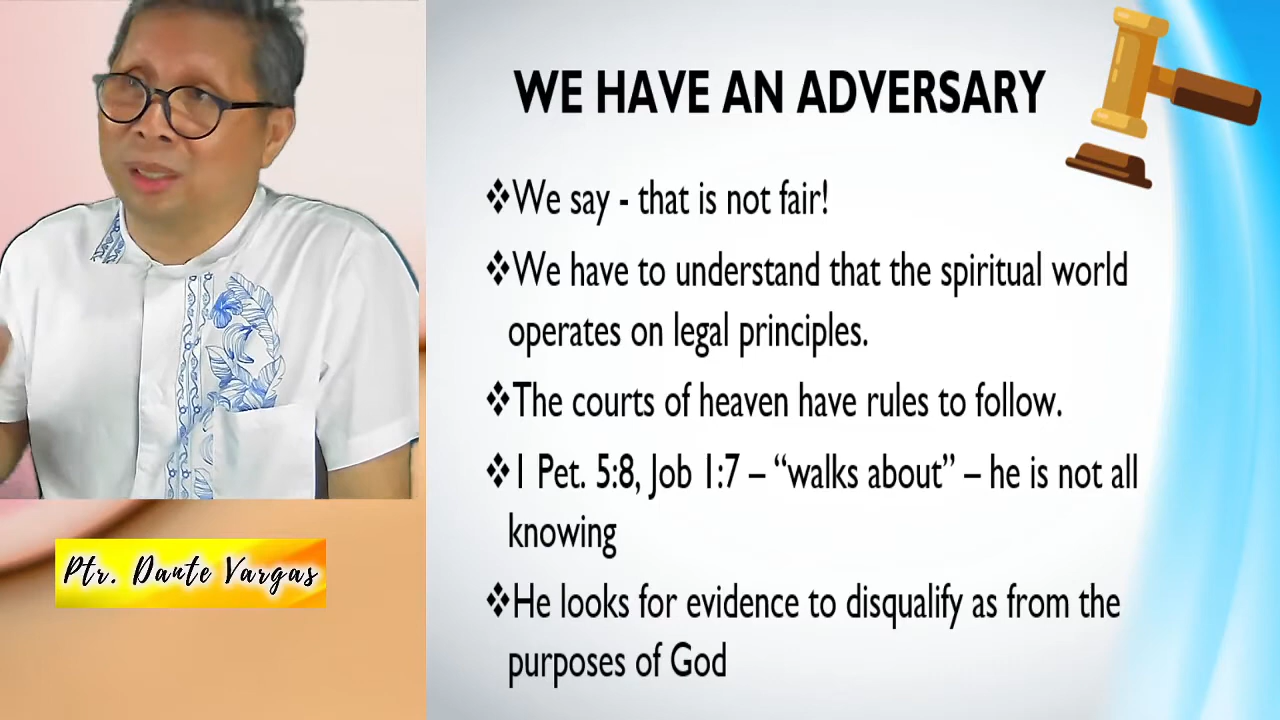 WE HAVE AN ADVERSARY
❖We say - that is not fair!
❖We have to understand that the spiritual world
operates on legal principles.
❖The courts of heaven have rules to follow.
❖1 Pet. 5:8, Job 1:7 – “walks about” – he is not all
knowing
❖He looks for evidence to disqualify as from the
purposes of God
Ptr. Dante Vargas